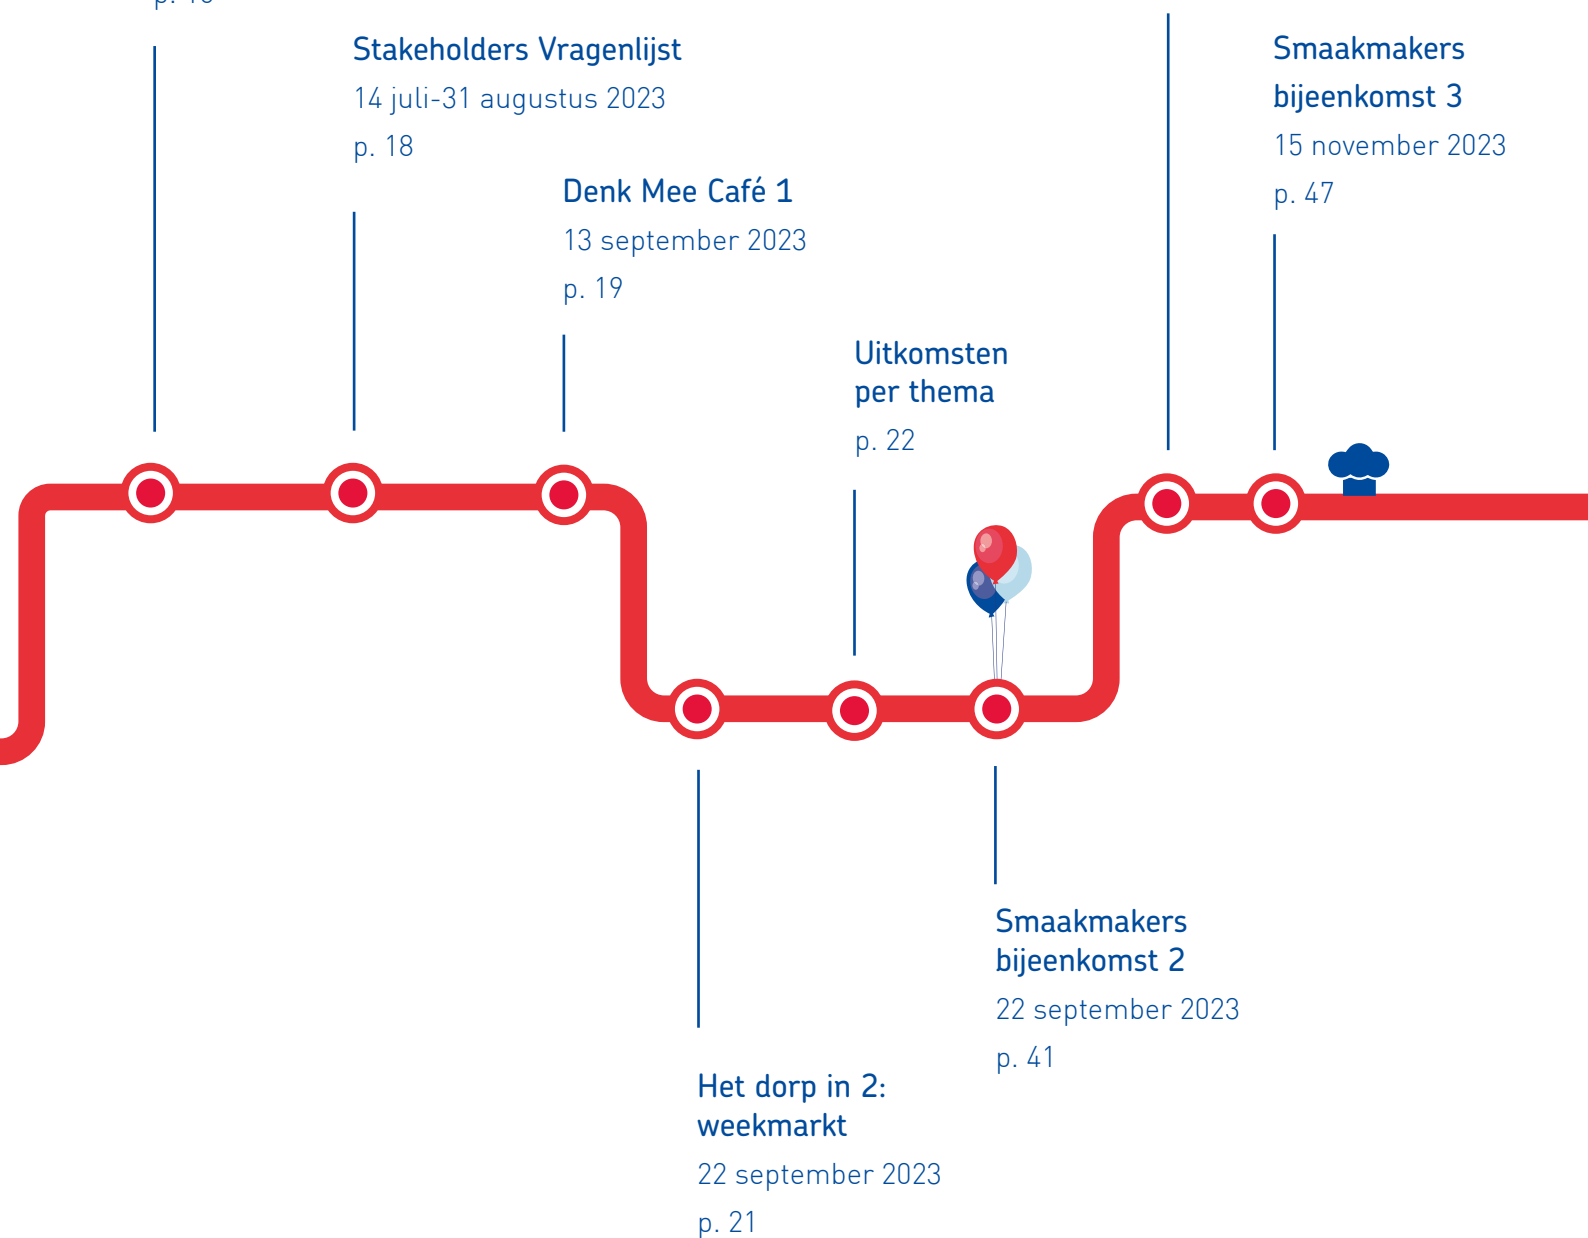 Stakeholders Vragenlijst
14 juli-31 augustus 2023
p. 18
Denk Mee Café 1
13 september 2023
p. 19
Uitkomsten
per thema
p. 22
Smaakmakers
bijeenkomst 3
15 november 2023
p. 47
Smaakmakers
bijeenkomst 2
22 september 2023
p. 41
Het dorp in 2:
weekmarkt
22 september 2023
p. 21